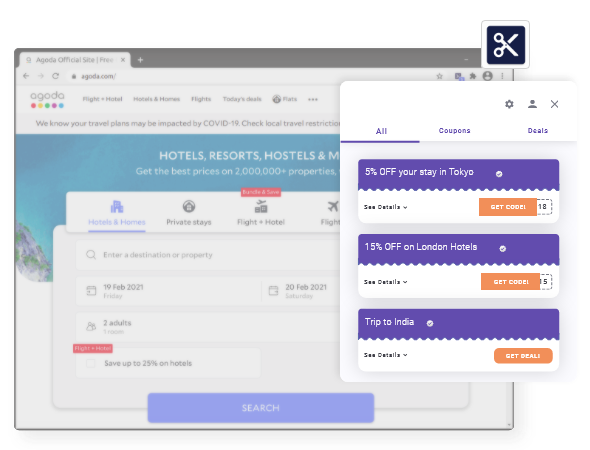 Agoda Official Site | Free
agoda.com/
agoda
Flight + Hotel
Hotels & Homes
Flights
Today's deals
Flats
We know your travel plans may be impacted by COVID-19. Check local travel restriction
HOTELS, RESORTS, HOSTELS & M
Get the best prices on 2,000,000+ properties,
Bundle & Save
Hotels & Homes
Private stays
Flight + Hotel
Flight
Enter a destination or property
19 Feb 2021
Friday
20 Feb 2021
Saturday
2 adults
1 room
Flight + Hotel
Save up to 25% on hotels
SEARCH
All
Coupons
Deals
5% OFF your stay in Tokyo
See Details
GET CODE!
18
15% OFF on London Hotels
See Details
GET CODE!
15
Trip to India
See Details
GET DEAL!